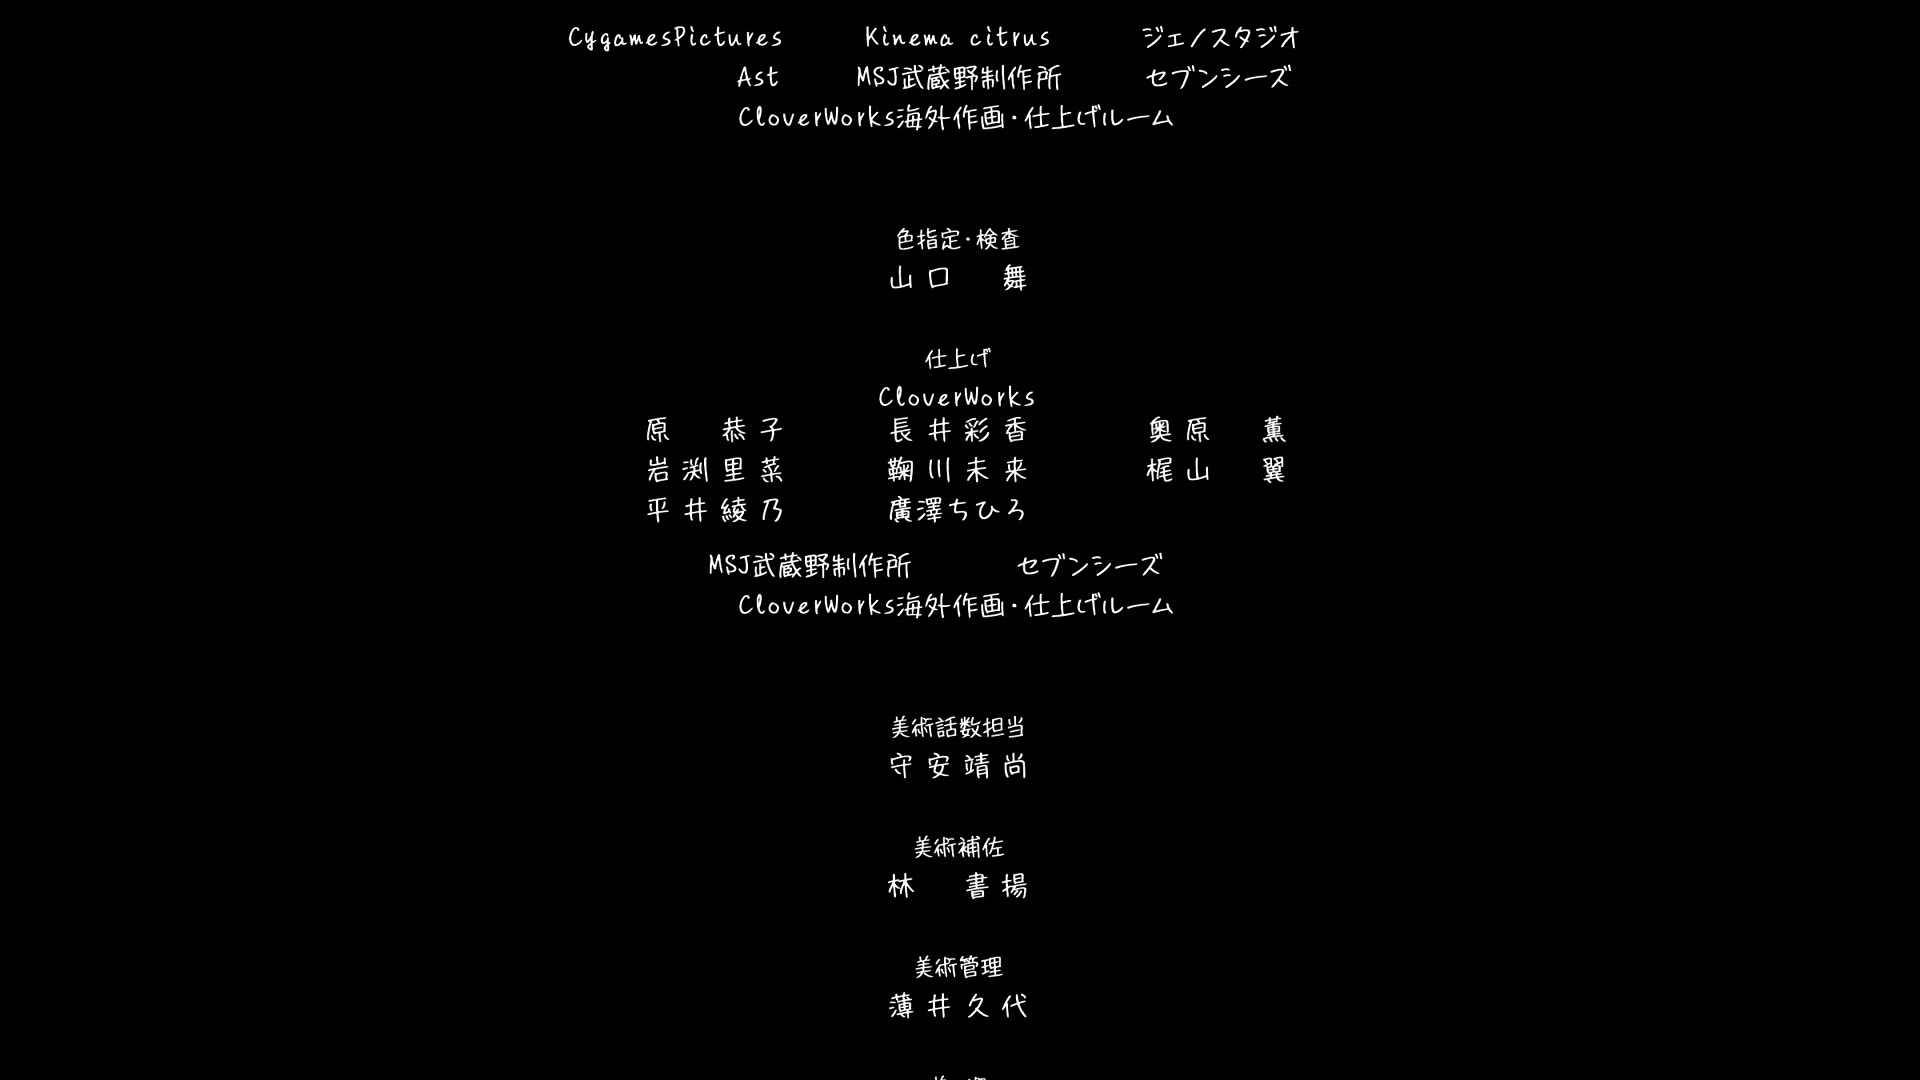 CygamesPictures Kinema citrus ジェノスタジオ
Ast MSJ武蔵野制作所 セブンシーズ
CloverWorks海外作画・仕上げルーム
色指定・検査
山口 舞
仕上げ
CloverWorks
原 恭子 長井彩香 奥原 薫
岩渕里菜 鞠川未来 梶山 翼
平井綾乃 廣澤ちひろ
MSJ武蔵野制作所 セブンシーズ
CloverWorks海外作画・仕上げルーム
美術話数担当
守安靖尚
美術補佐
林 書揚
美術管理
薄井久代